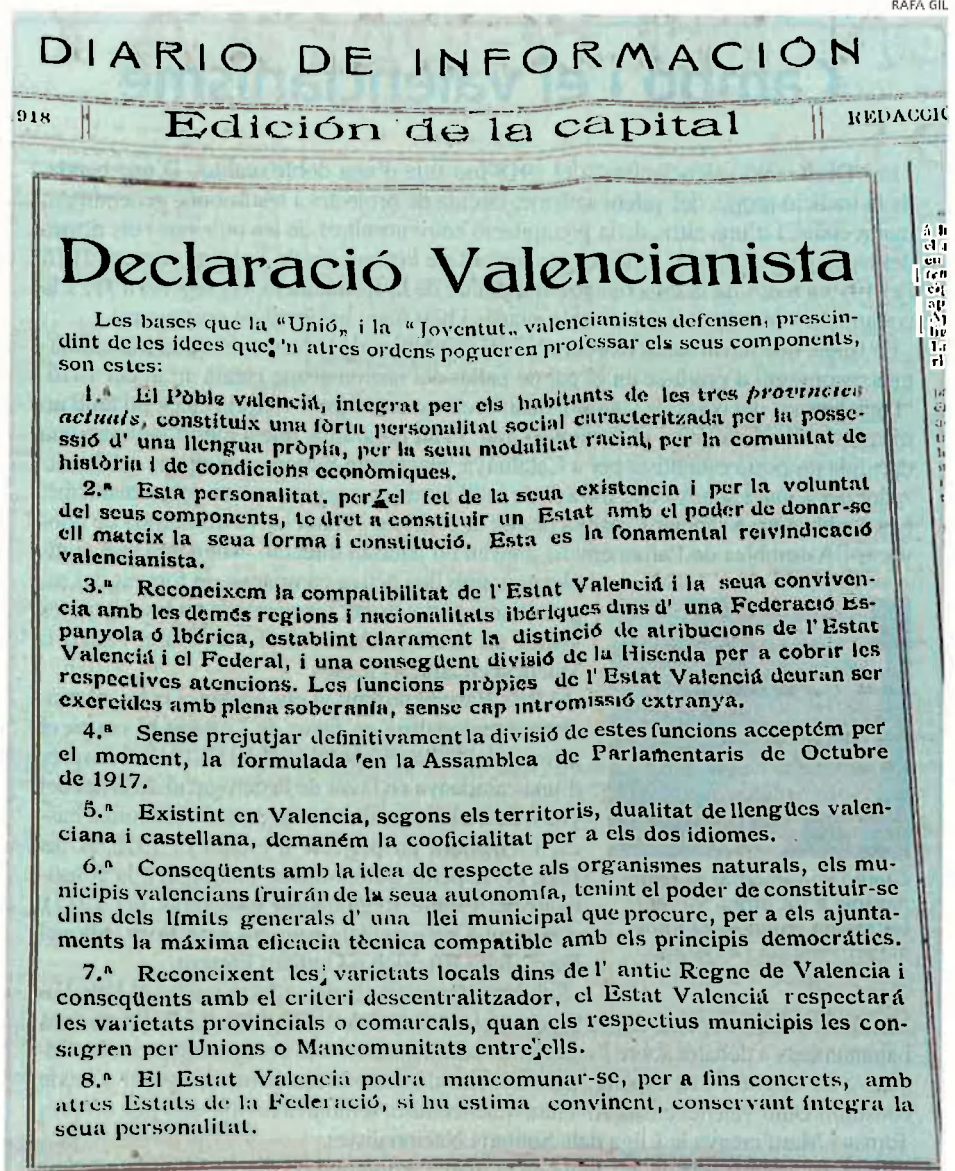 RAFA GIL
DIARIO DE INFORMACIÓN
918 Edición de la capital REDACCIÓ
Declaració Valencianista
Les bases que la "Unió„ i la "Joventut„ valencianistes defensen, prescin-
dint de les idees que 'n atres ordens pogueren professar els seus components,
son estes:
1.ª El Pòble valenciá, integrat per els habitants de les tres provincies
actuals, constituix una fòrta personalitat social caracteritzada per la posse-
ssió d' una llengua pròpia, per la seua modalitat racial, per la comunitat de
història i de condicions econòmiques.
2.ª Esta personalitat, per el fet de la seua existencia i per la voluntat
del seus components, te dret a constituir un Estat amb el poder de donar-se
ell mateix la seua forma i constitució. Esta es la fonamental reivindicació
valencianista.
3.ª Reconeixem la compatibilitat de l'Estat Valenciá i la seua conviven-
cia amb les demés regions i nacionalitats ibériques dins d' una Federació Es-
panyola ó Ibérica, establint clarament la distinció de atribucions de l'Estat
Valenciá i el Federal, i una consegüent divisió de la Hisenda per a cobrir les
respectives atencions. Les funcions pròpies de l'Estat Valenciá deuran ser
exercides amb plena soberanía, sense cap intromissió extranya.
4.ª Sense prejutjar definitivament la divisió de estes funcions acceptém per
el moment, la formulada en la Assamblea de Parlamentaris de Octubre
de 1917.
5.ª Existint en Valencia, segons els territoris, dualitat de llengües valen-
ciana i castellana, demaném la cooficialitat per a els dos idiomes.
6.ª Conseqüents amb la idea de respecte als organismes naturals, els mu-
nicipis valencians fruirán de la seua autonomía, tenint el poder de constituir-se
dins dels límits generals d' una llei municipal que procure, per a els ajunta-
ments la máxima eficacia tècnica compatible amb els principis democrátics.
7.ª Reconeixent les varietats locals dins de l' antic Regne de Valencia i
conseqüents amb el criteri descentralitzador, el Estat Valenciá respectará
les varietats provincials o comarcals, quan els respectius municipis les con-
sagren per Unions o Mancomunitats entre ells.
8.ª El Estat Valencia podra mancomunar-se, per a fins concrets, amb
atres Estats de la Federació, si hu estima convinent, conservant íntegra la
seua personalitat.